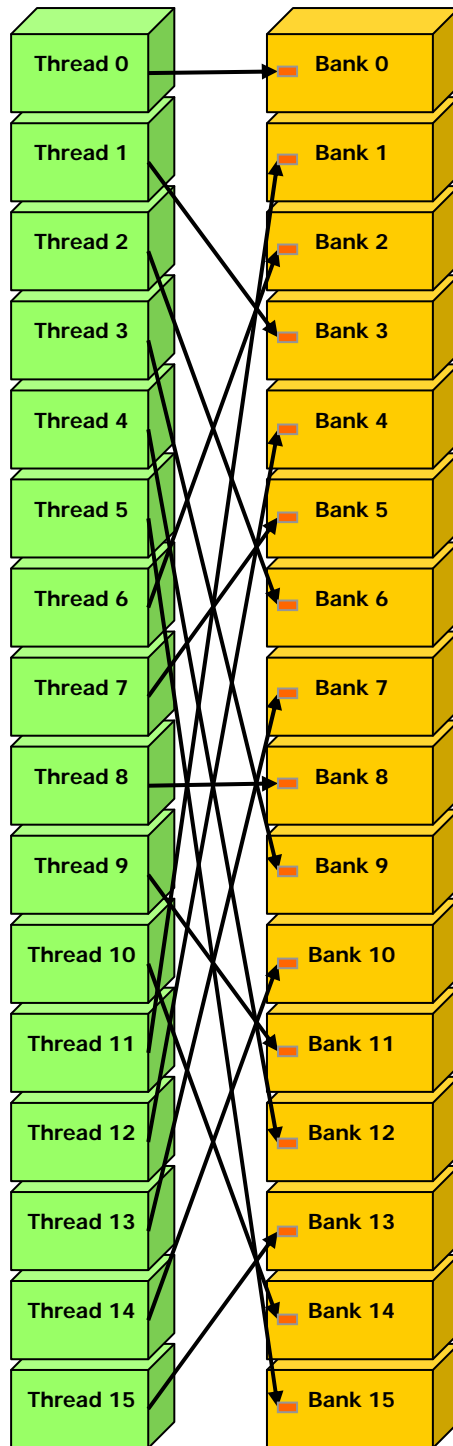 Thread 0
Bank 0
Thread 1
Bank 1
Thread 2
Bank 2
Thread 3
Bank 3
Thread 4
Bank 4
Thread 5
Bank 5
Thread 6
Bank 6
Thread 7
Bank 7
Thread 8
Bank 8
Thread 9
Bank 9
Thread 10
Bank 10
Thread 11
Bank 11
Thread 12
Bank 12
Thread 13
Bank 13
Thread 14
Bank 14
Thread 15
Bank 15